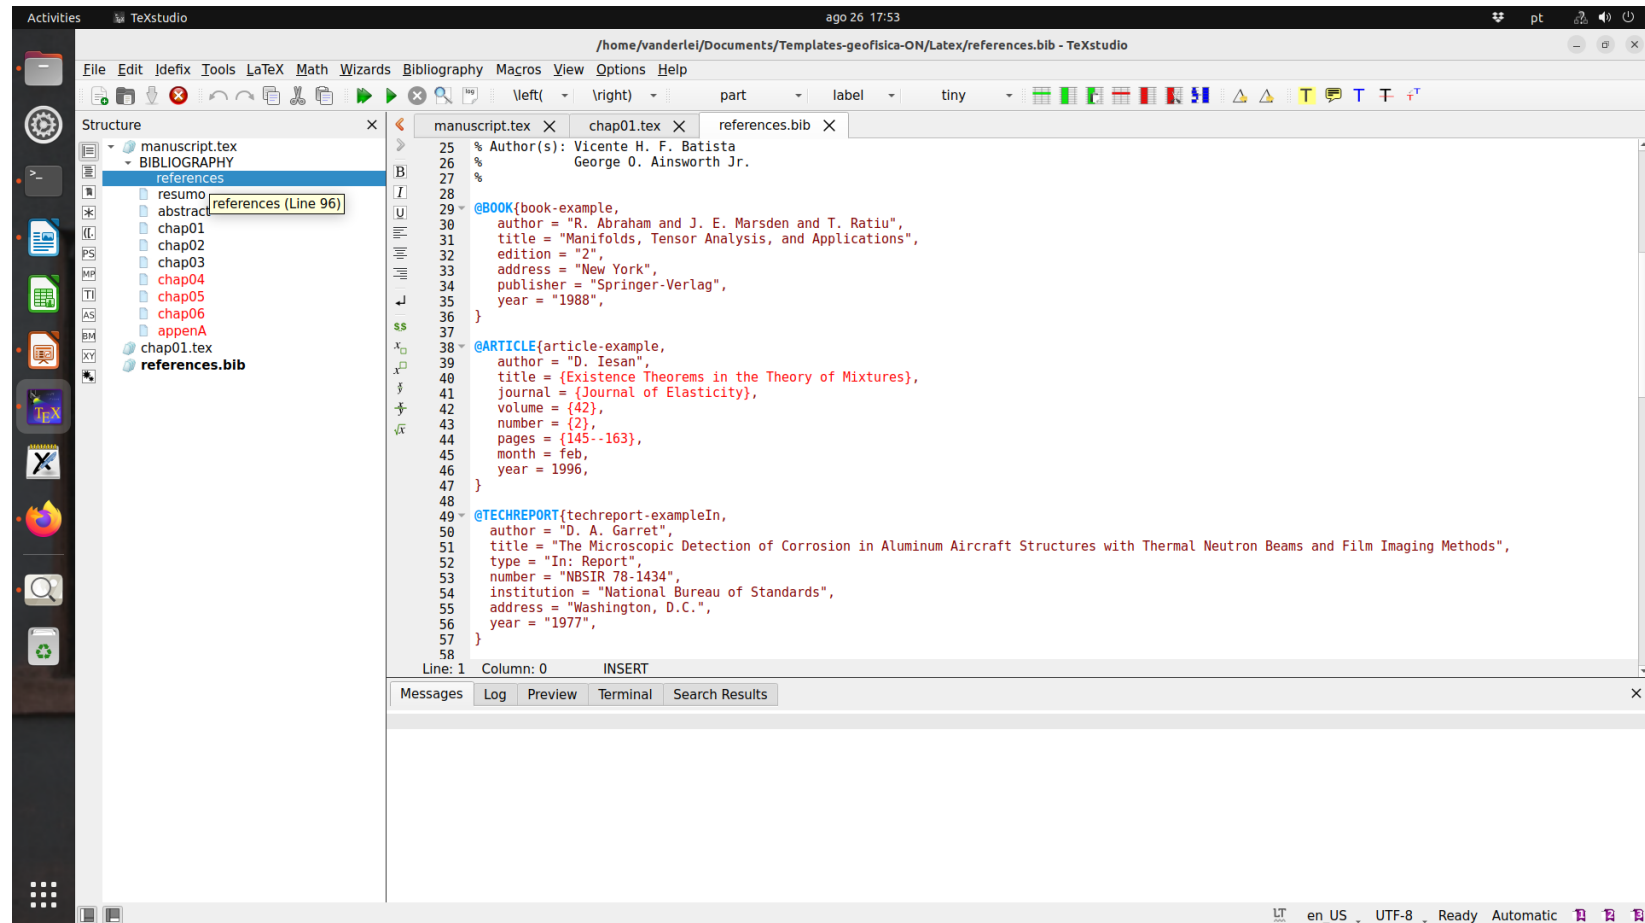 Activities TeXstudio ago 26 17:53 pt
/home/vanderlei/Documents/Templates-geofisica-ON/Latex/references.bib - TeXstudio
File Edit Idefix Tools LaTeX Math Wizards Bibliography Macros View Options Help
\left( \right) part label tiny
Structure
manuscript.tex
BIBLIOGRAPHY
references
resumo
references (Line 96)
abstract
chap01
chap02
chap03
chap04
chap05
chap06
appenA
chap01.tex
references.bib
manuscript.tex chap01.tex references.bib
25 % Author(s): Vicente H. F. Batista
26 % George O. Ainsworth Jr.
27 %
28
29 @BOOK{book-example,
30 author = "R. Abraham and J. E. Marsden and T. Ratiu",
31 title = "Manifolds, Tensor Analysis, and Applications",
32 edition = "2",
33 address = "New York",
34 publisher = "Springer-Verlag",
35 year = "1988",
36 }
37
38 @ARTICLE{article-example,
39 author = "D. Iesan",
40 title = {Existence Theorems in the Theory of Mixtures},
41 journal = {Journal of Elasticity},
42 volume = {42},
43 number = {2},
44 pages = {145--163},
45 month = feb,
46 year = 1996,
47 }
48
49 @TECHREPORT{techreport-exampleIn,
50 author = "D. A. Garret",
51 title = "The Microscopic Detection of Corrosion in Aluminum Aircraft Structures with Thermal Neutron Beams and Film Imaging Methods",
52 type = "In: Report",
53 number = "NBSIR 78-1434",
54 institution = "National Bureau of Standards",
55 address = "Washington, D.C.",
56 year = "1977",
57 }
58
Line: 1 Column: 0 INSERT
Messages Log Preview Terminal Search Results
LT en_US UTF-8 Ready Automatic